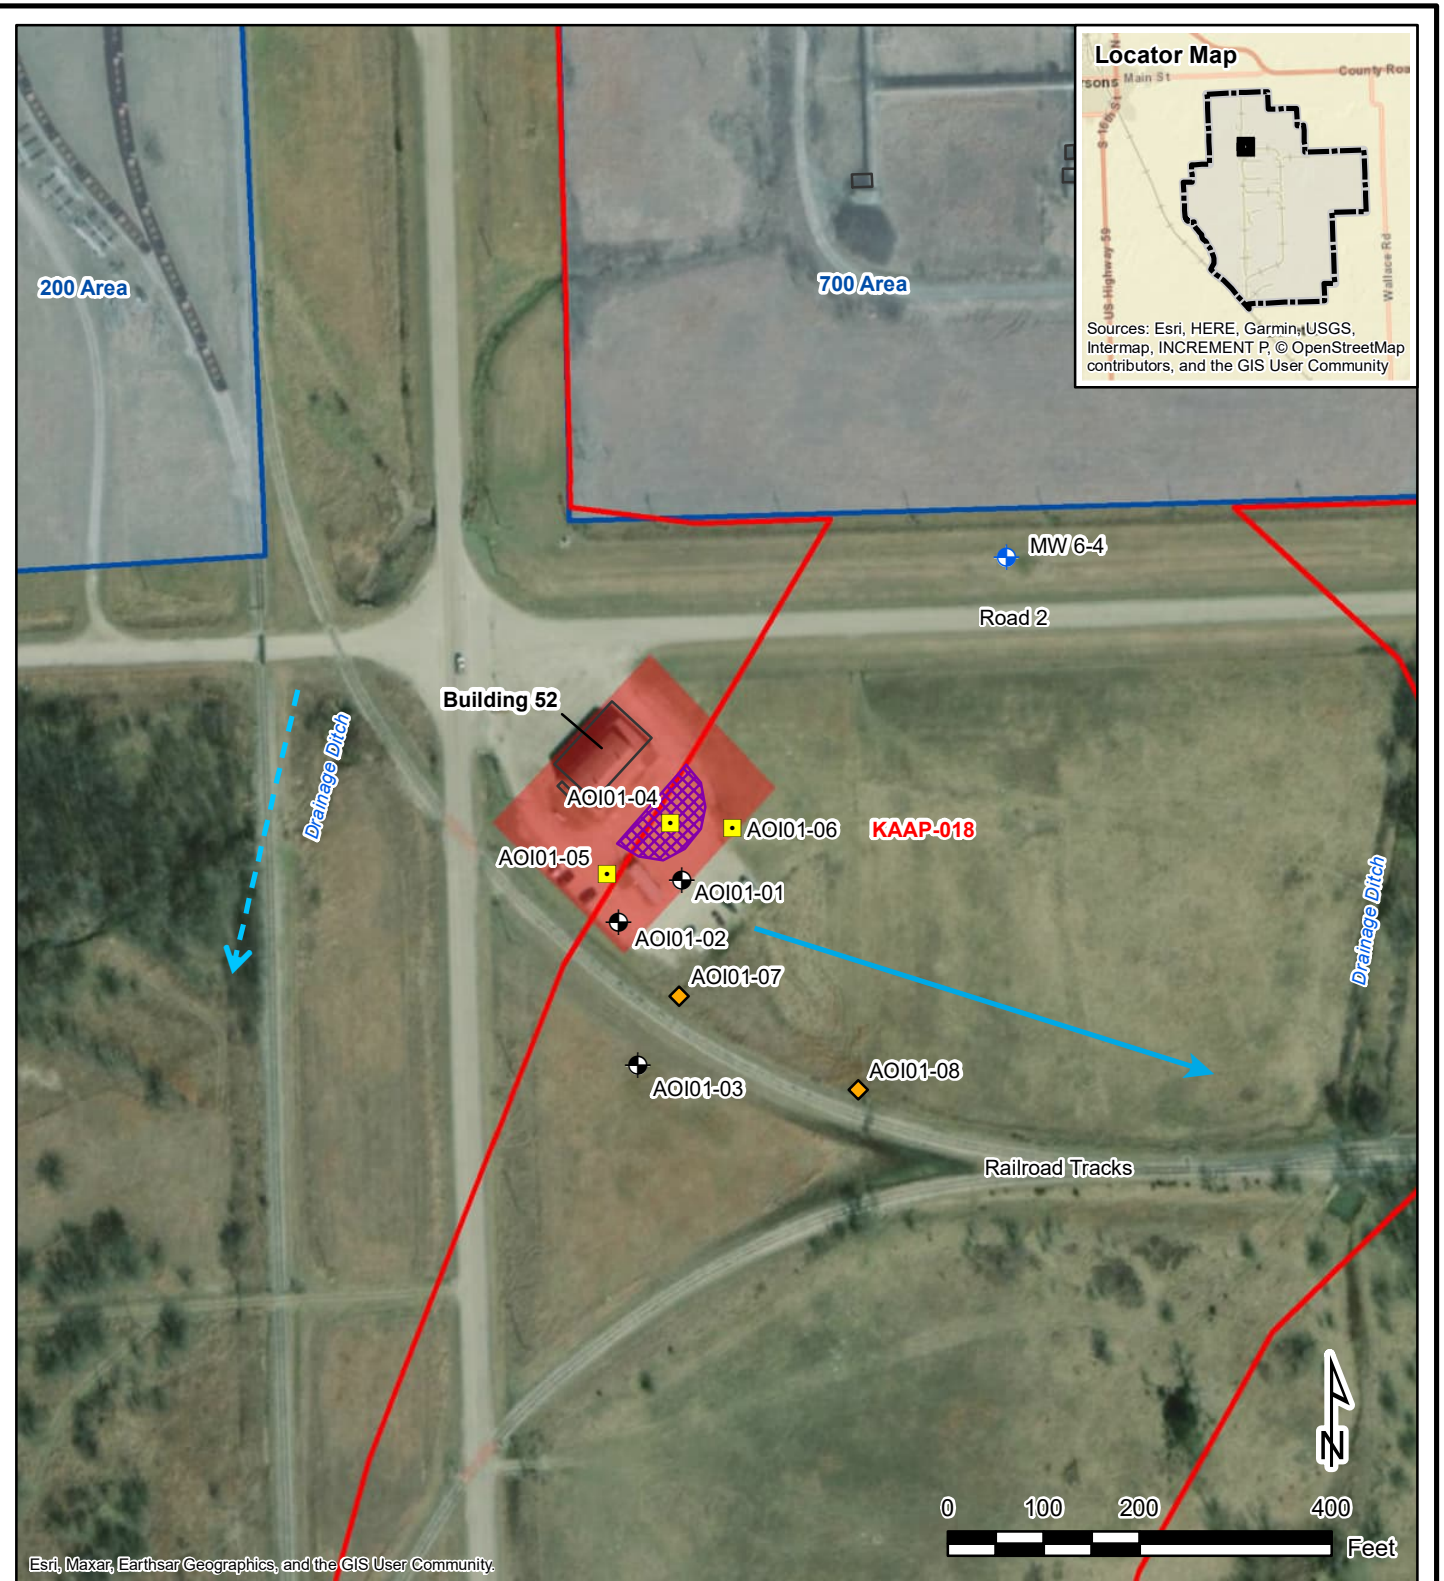 Locator Map
Main St
County Roa
rsons
N
S 16th St
US Highway 59
Wallace Rd
Sources: Esri, HERE, Garmin, USGS,
Intermap, INCREMENT P, © OpenStreetMap
contributors, and the GIS User Community
200 Area
700 Area
MW 6-4
Road 2
Building 52
Drainage Ditch
AOI01-04
AOI01-06
KAAP-018
AOI01-05
AOI01-01
AOI01-02
Drainage Ditch
AOI01-07
AOI01-08
AOI01-03
Railroad Tracks
N
0 100 200 400
Feet
Esri, Maxar, Earthsar Geographics, and the GIS User Community.